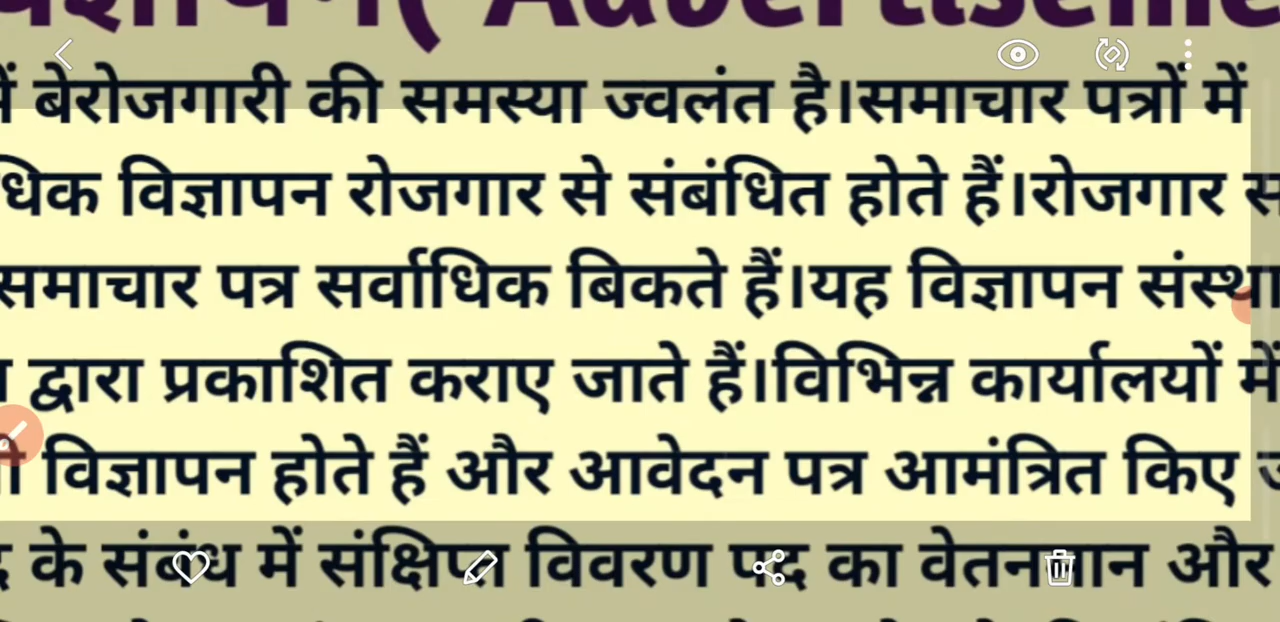 में बेरोजगारी की समस्या ज्वलंत है।समाचार पत्रों में
विज्ञापन रोजगार से संबंधित होते हैं।रोजगार
समाचार पत्र सर्वाधिक बिकते हैं।यह विज्ञापन
द्वारा प्रकाशित कराए जाते हैं।विभिन्न कार्यालयों में
विज्ञापन होते हैं और आवेदन पत्र आमंत्रित किए
के संबंध में संक्षिप्त विवरण पद का वेतनमान और